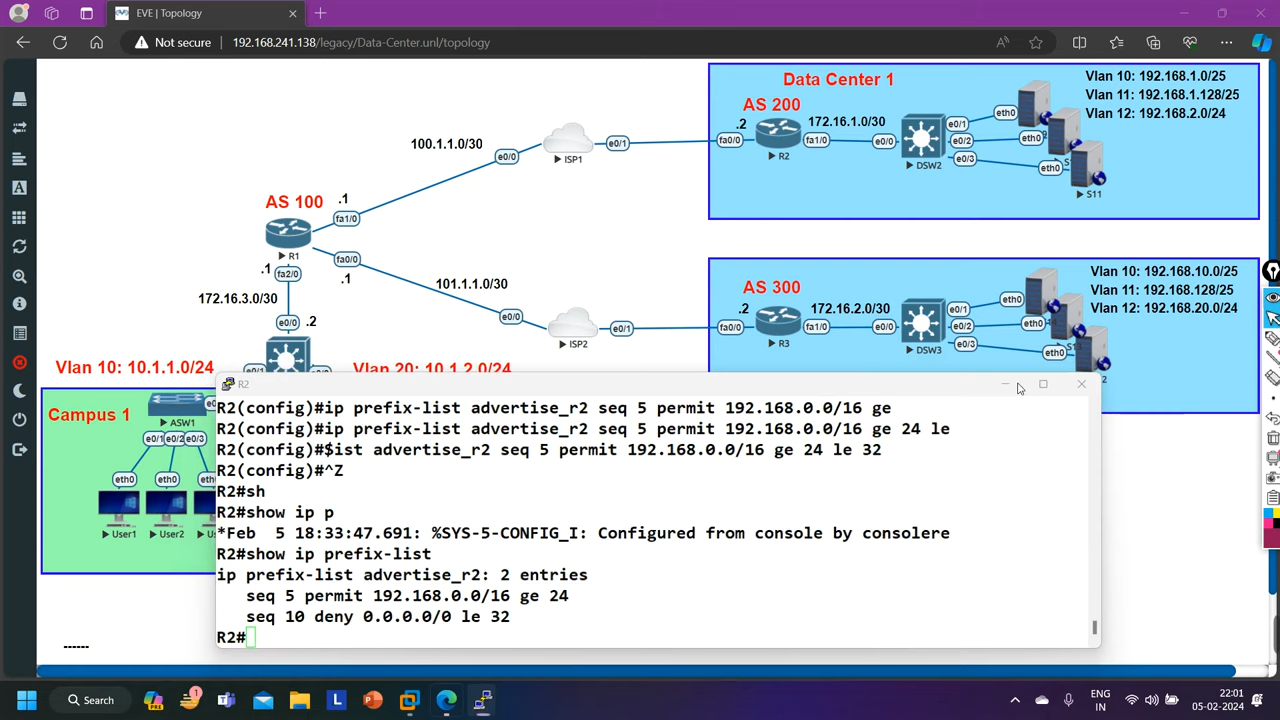 EVE | Topology
Not secure
192.168.241.138/legacy/Data-Center.unl/topology
Data Center 1
Vlan 10: 192.168.1.0/25
Vlan 11: 192.168.1.128/25
Vlan 12: 192.168.2.0/24
AS 200
.2
172.16.1.0/30
fa0/0
fa1/0
e0/0
e0/1
e0/2
e0/3
eth0
eth0
eth0
R2
DSW2
S11
100.1.1.0/30
e0/0
e0/1
ISP1
AS 100
.1
fa1/0
R1
fa0/0
.1
.1
fa2/0
101.1.1.0/30
172.16.3.0/30
e0/0
.2
e0/0
e0/1
ISP2
AS 300
Vlan 10: 192.168.10.0/25
Vlan 11: 192.168.128/25
Vlan 12: 192.168.20.0/24
.2
172.16.2.0/30
fa0/0
fa1/0
e0/0
e0/1
e0/2
e0/3
eth0
eth0
eth0
R3
DSW3
Vlan 10: 10.1.1.0/24
Vlan 20: 10.1.2.0/24
Campus 1
ASW1
e0/1
e0/2
e0/3
eth0
eth0
eth
User1
User2
Us
R2
R2(config)#ip prefix-list advertise_r2 seq 5 permit 192.168.0.0/16 ge
R2(config)#ip prefix-list advertise_r2 seq 5 permit 192.168.0.0/16 ge 24 le
R2(config)#$ist advertise_r2 seq 5 permit 192.168.0.0/16 ge 24 le 32
R2(config)#^Z
R2#sh
R2#show ip p
*Feb  5 18:33:47.691: %SYS-5-CONFIG_I: Configured from console by consolere
R2#show ip prefix-list
ip prefix-list advertise_r2: 2 entries
seq 5 permit 192.168.0.0/16 ge 24
seq 10 deny 0.0.0.0/0 le 32
R2#
------
Search
PRE
1
L
ENG
IN
22:01
05-02-2024